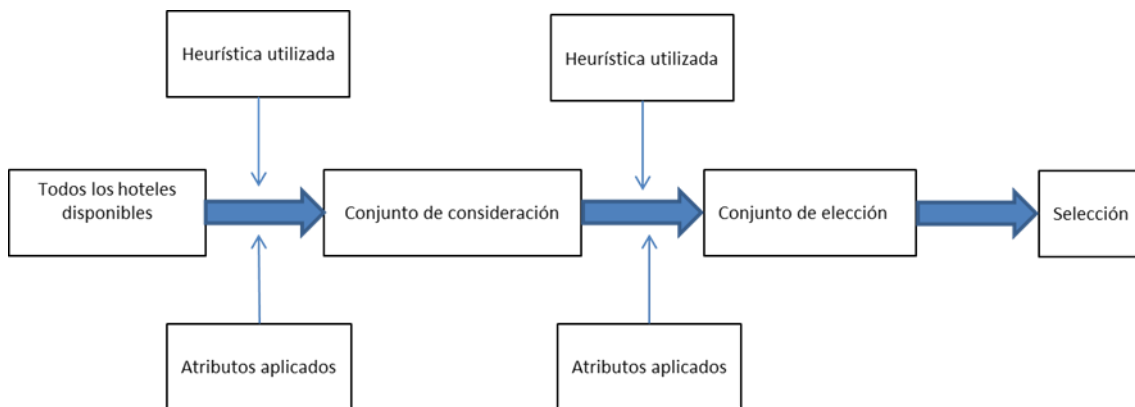 Heurística utilizada
Heurística utilizada
Todos los hoteles
disponibles
Conjunto de consideración
Conjunto de elección
Selección
Atributos aplicados
Atributos aplicados